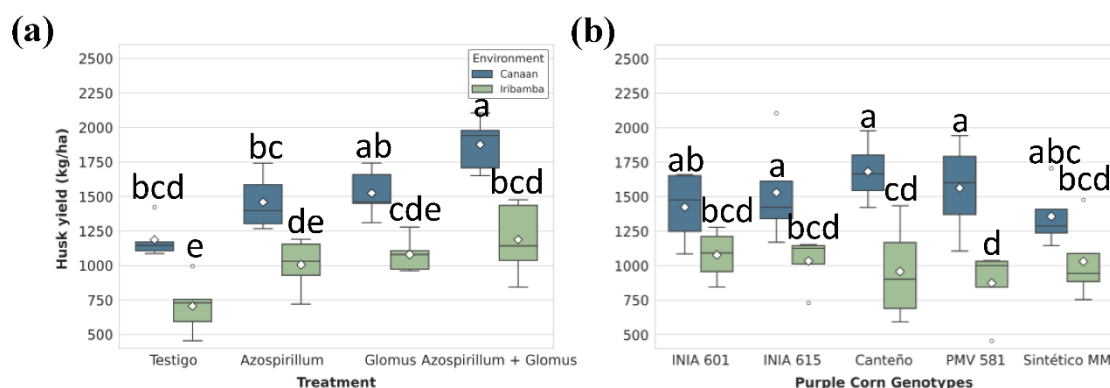 (a)
Husk yield (kg/ha)
2500
2250
2000
1750
1500
1250
1000
750
500
Environment
Canaan
Iribamba
bcd
e
bc
de
ab
cde
a
bcd
Testigo
Azospirillum
Glomus
Azospirillum + Glomus
Treatment
(b)
2500
2250
2000
1750
1500
1250
1000
750
500
ab
bcd
a
bcd
a
cd
a
d
abc
bcd
INIA 601
INIA 615
Canteño
PMV 581
Sintético MM
Purple Corn Genotypes